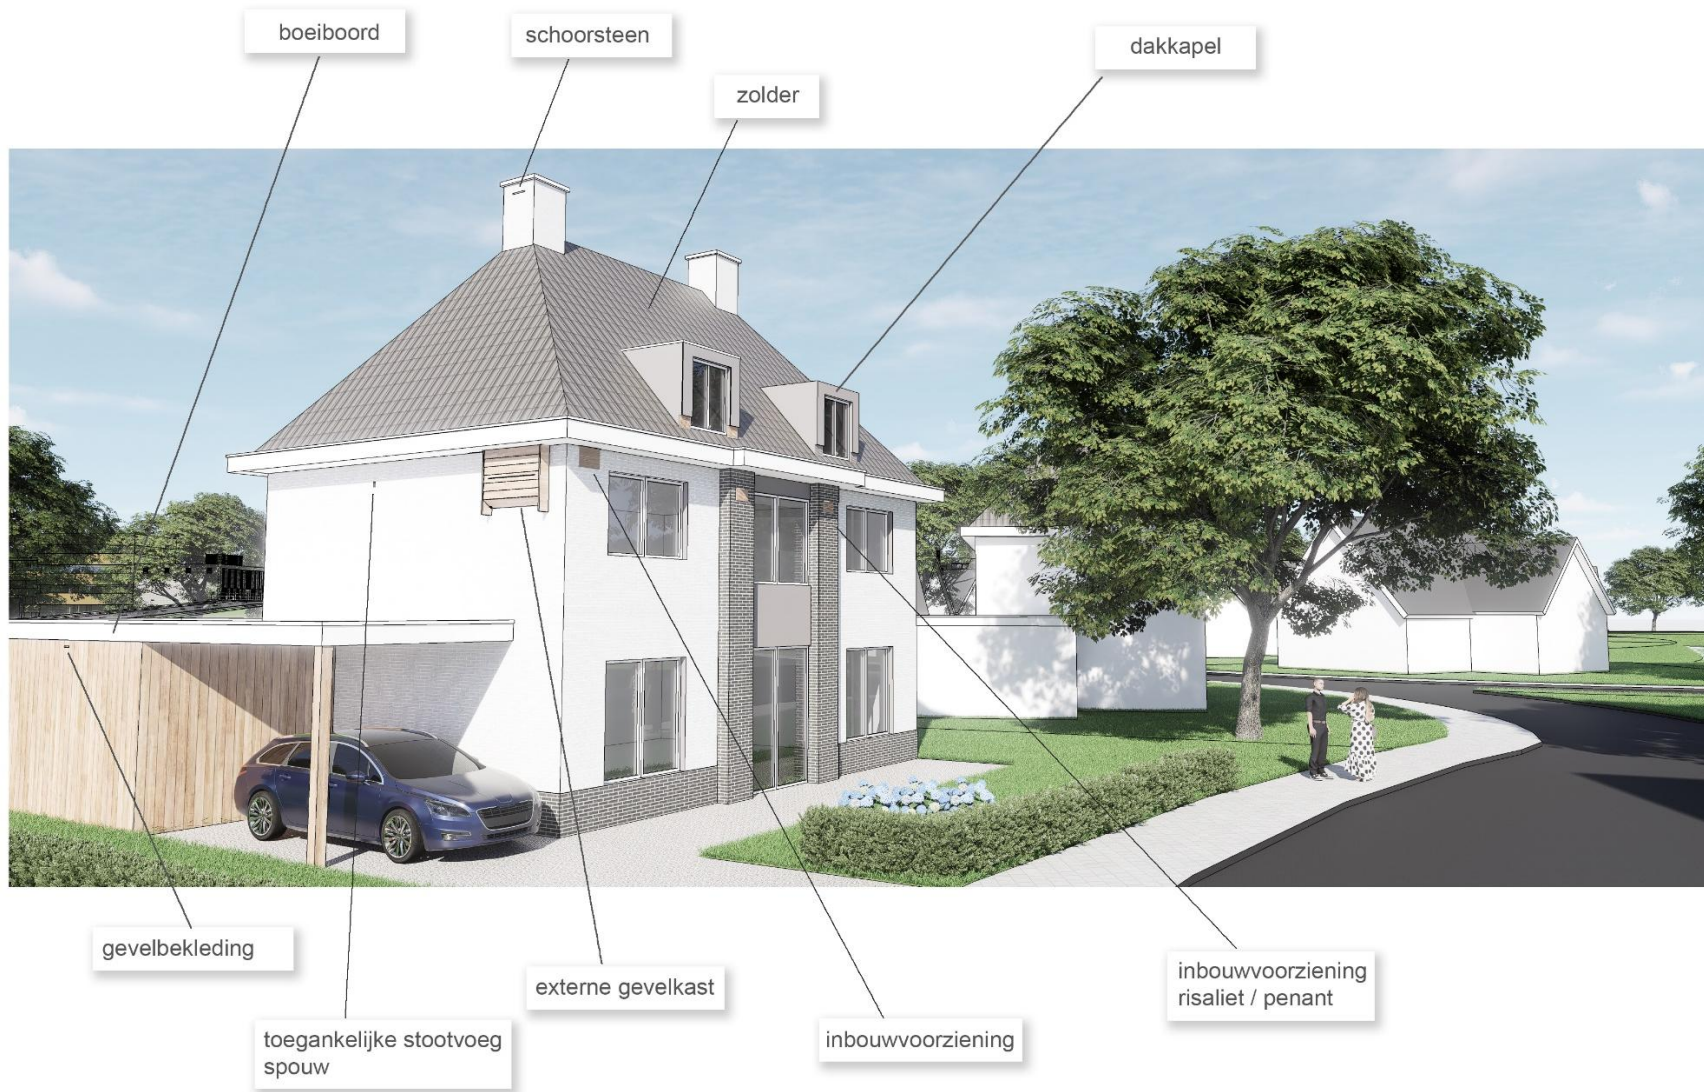 boeiboord
schoorsteen
dakkapel
zolder
gevelbekleding
externe gevelkast
inbouwvoorziening
risaliet / penant
toegankelijke stootvoeg
spouw
inbouwvoorziening